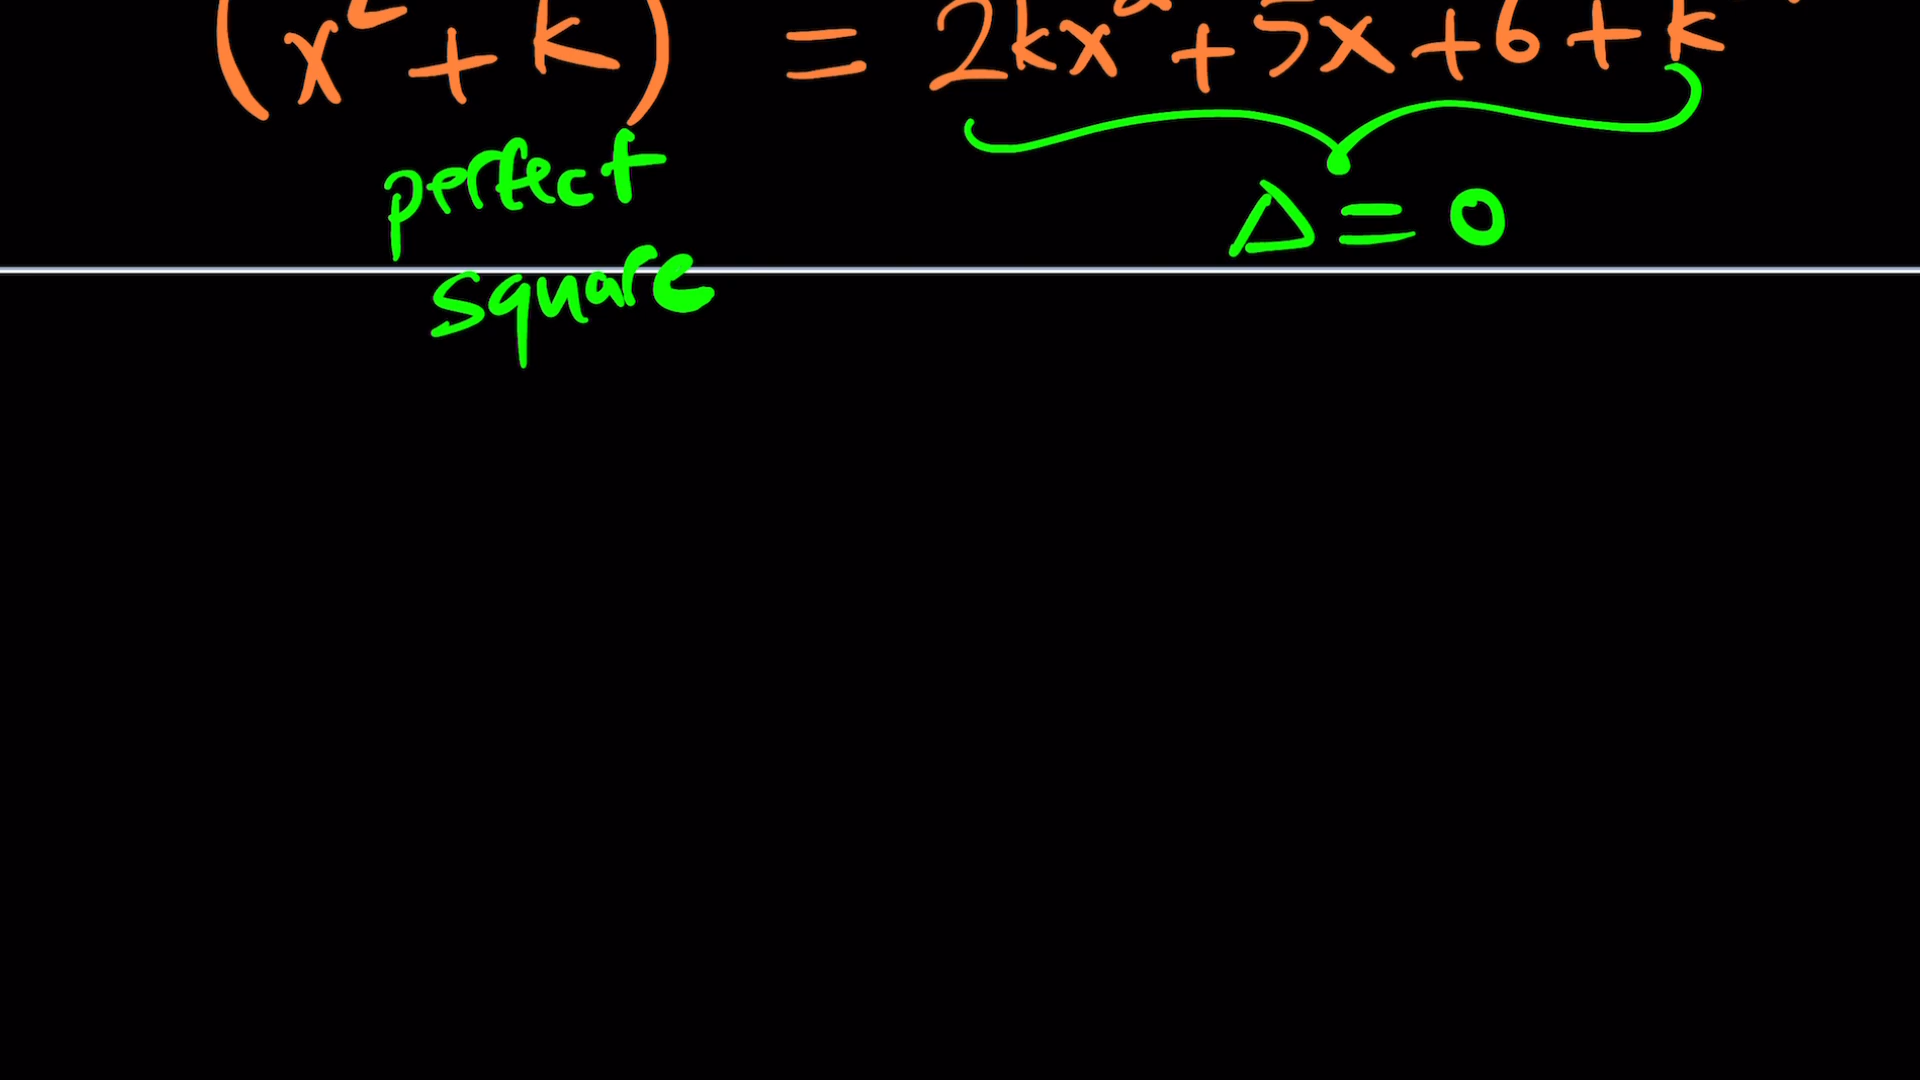 (x² + k) = 2kx² + 5x + 6 + k
perfect
square
Δ = 0